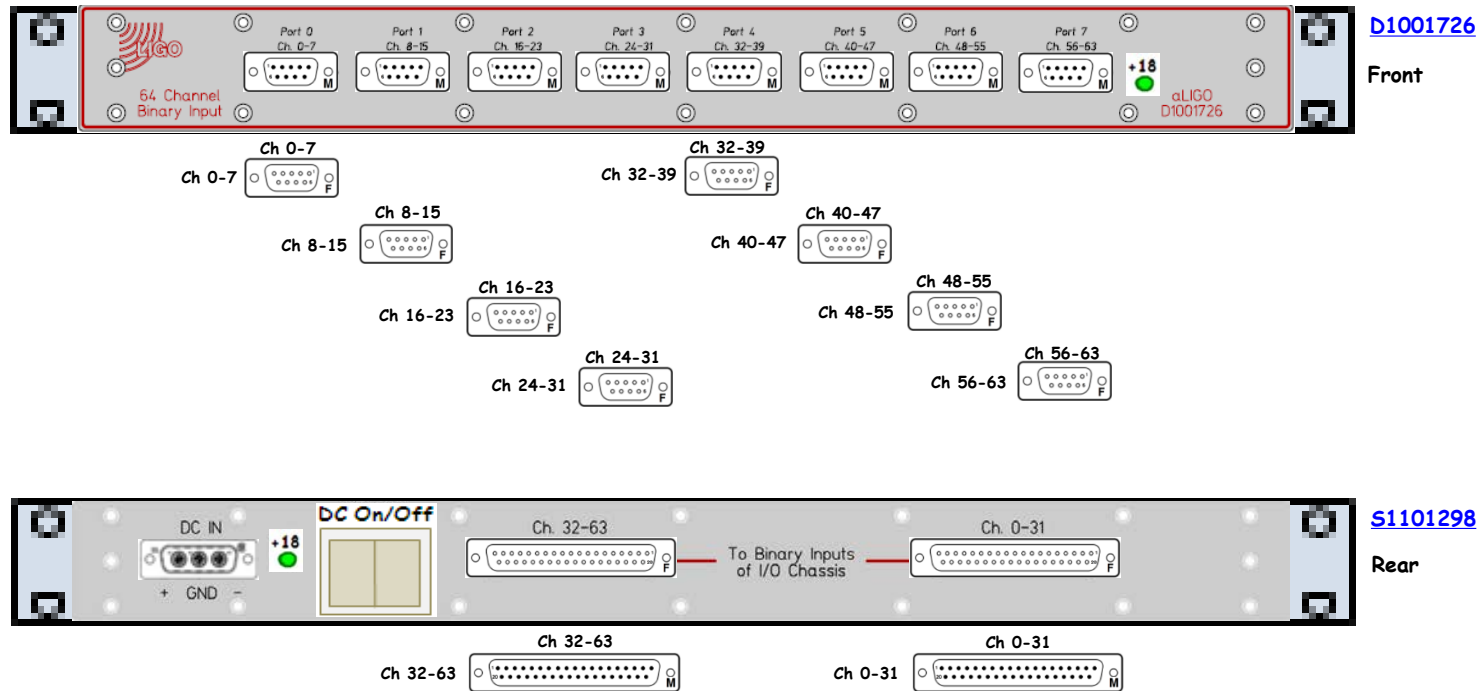 Port 0 Port 1 Port 2 Port 3 Port 4 Port 5 Port 6 Port 7
Ch. 0-7 Ch. 8-15 Ch. 16-23 Ch. 24-31 Ch. 32-39 Ch. 40-47 Ch. 48-55 Ch. 56-63
LIGO
M M M M M M M M
+18
64 Channel
Binary Input
aLIGO
D1001726
D1001726
Front
Ch 0-7
Ch 0-7
F
Ch 8-15
Ch 8-15
F
Ch 16-23
Ch 16-23
F
Ch 24-31
Ch 24-31
F
Ch 32-39
Ch 32-39
F
Ch 40-47
Ch 40-47
F
Ch 48-55
Ch 48-55
F
Ch 56-63
Ch 56-63
F
DC IN
+ GND -
+18
DC On/Off
Ch. 32-63
F
To Binary Inputs
of I/O Chassis
Ch. 0-31
F
S1101298
Rear
Ch 32-63
Ch 32-63
M
Ch 0-31
Ch 0-31
M